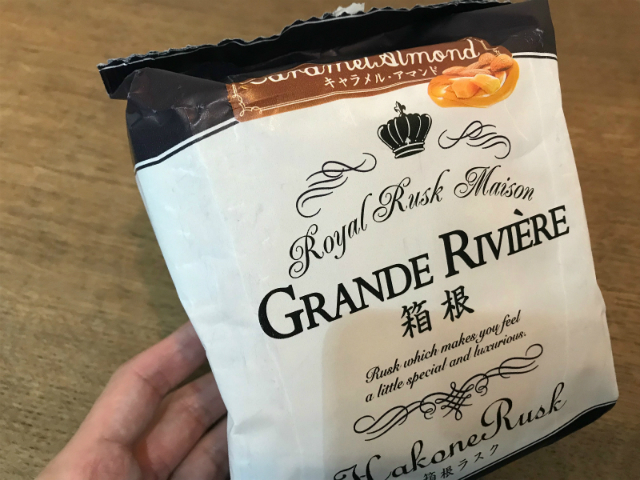 Caramel Almond
キャラメル・アマンド
Royal Rusk Maison
GRANDE RIVIÈRE
箱根
Rusk which makes you feel
a little special and luxurious.
Hakone Rusk
箱根ラスク